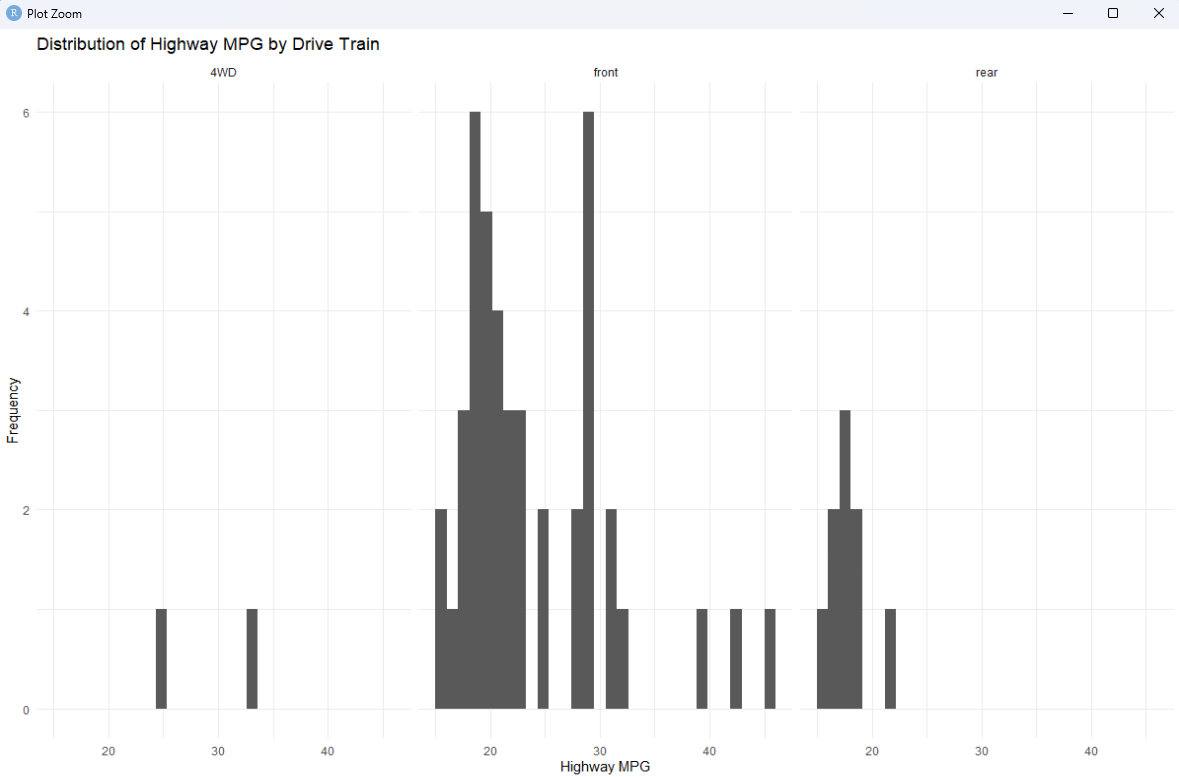 R Plot Zoom
Distribution of Highway MPG by Drive Train
4WD
front
rear
6
4
2
0
Frequency
20 30 40
20 30 40
20 30 40
Highway MPG